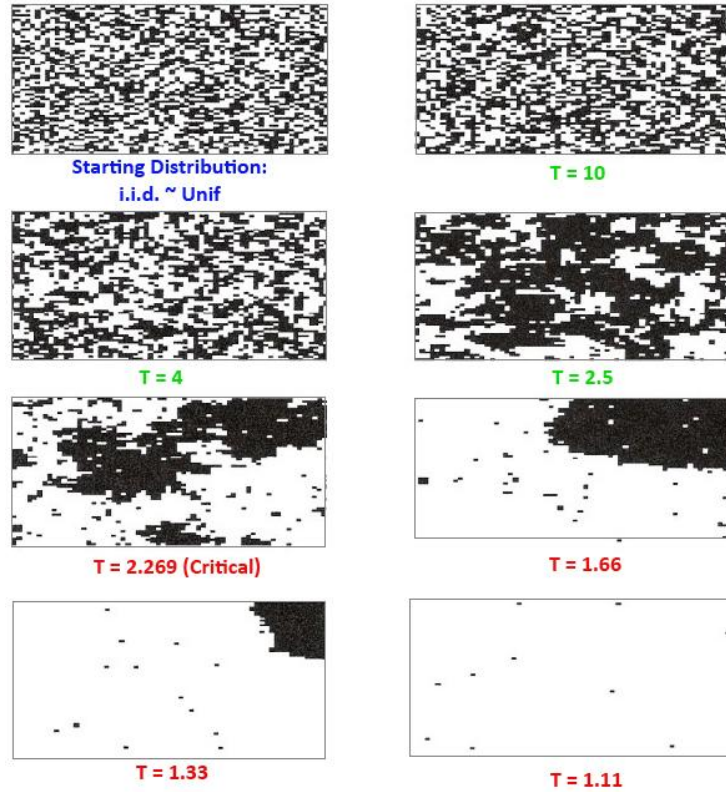 Starting Distribution:
i.i.d. ~ Unif
T = 10
T = 4
T = 2.5
T = 2.269 (Critical)
T = 1.66
T = 1.33
T = 1.11